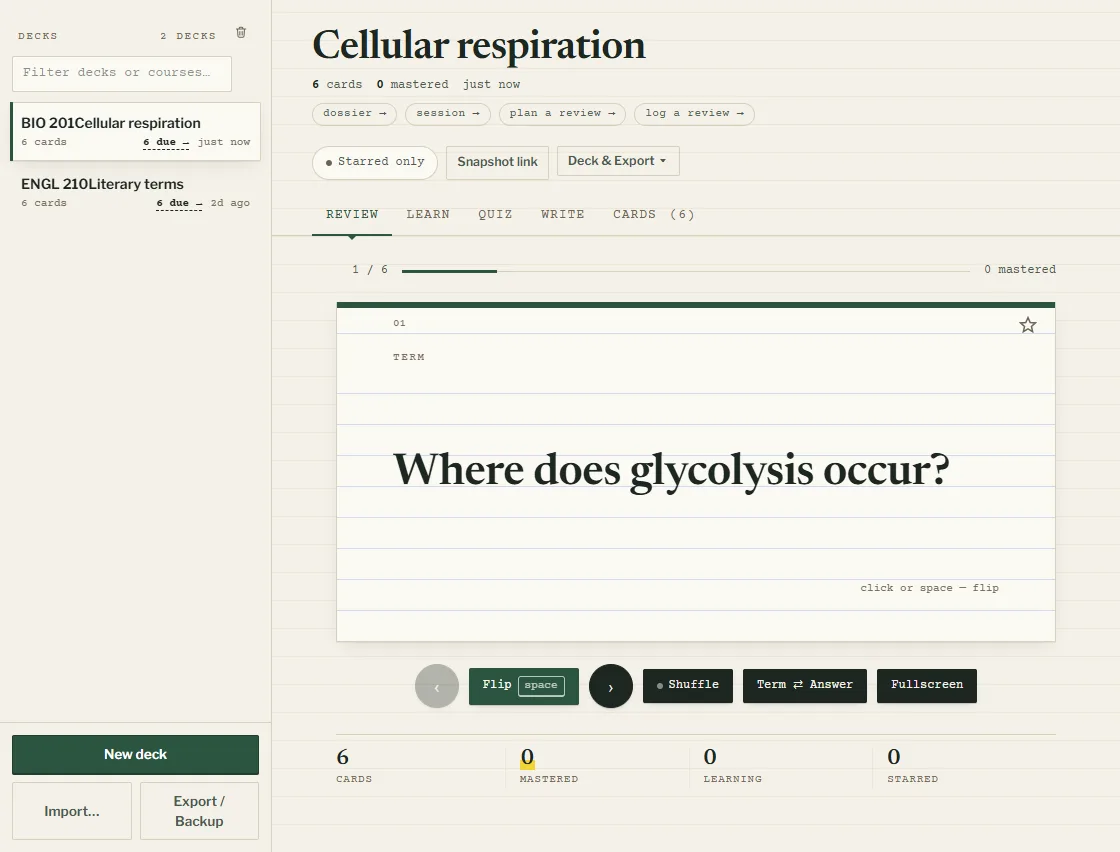 DECKS 2 DECKS
Filter decks or courses…
BIO 201Cellular respiration
6 cards 6 due → just now
ENGL 210Literary terms
6 cards 6 due → 2d ago
New deck
Import…
Export /
Backup
Cellular respiration
6 cards 0 mastered just now
dossier → session → plan a review → log a review →
Starred only Snapshot link Deck & Export
REVIEW LEARN QUIZ WRITE CARDS (6)
1 / 6 0 mastered
01
TERM
Where does glycolysis occur?
click or space — flip
‹ Flip space › Shuffle Term ⇄ Answer Fullscreen
6 0 0 0
CARDS MASTERED LEARNING STARRED